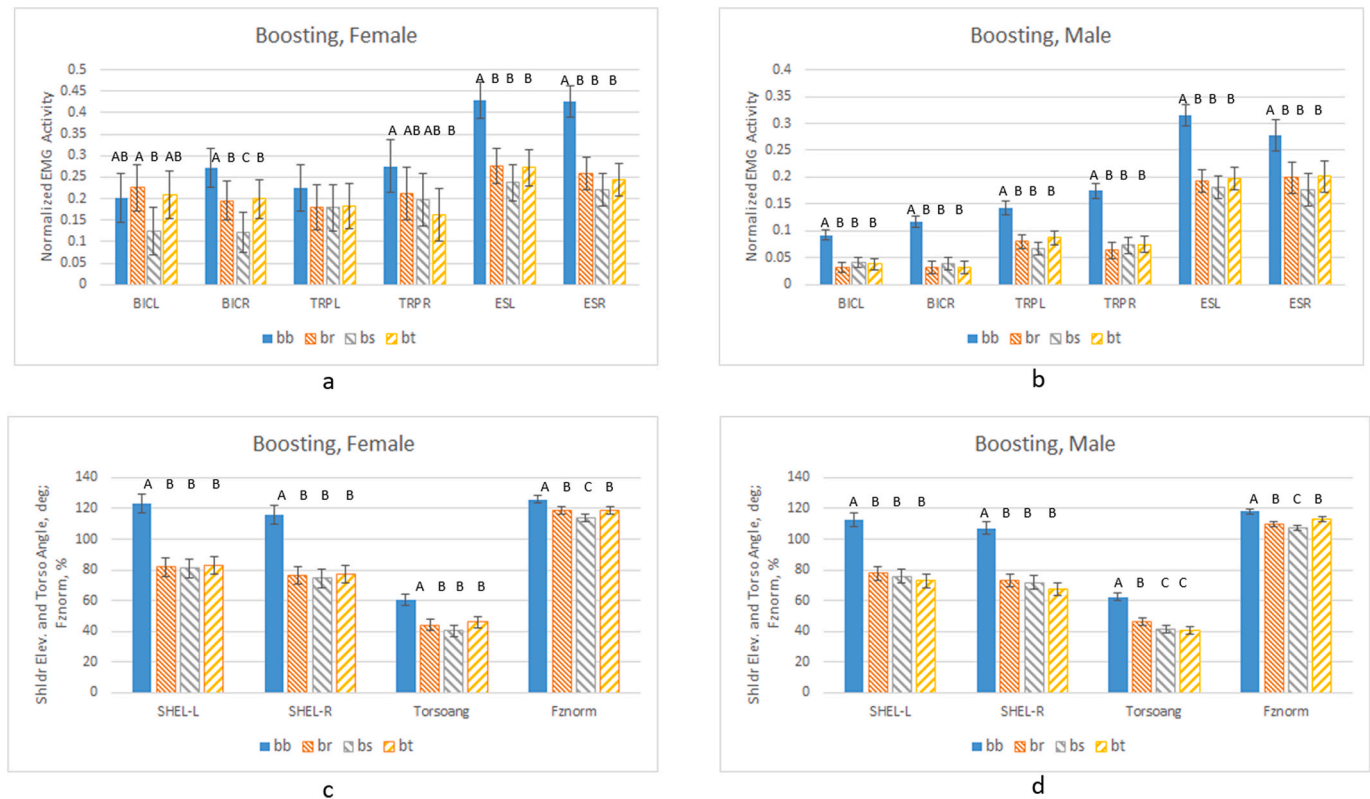 Boosting, Female
Normalized EMG Activity
0.5
0.45
0.4
0.35
0.3
0.25
0.2
0.15
0.1
0.05
0
AB A B AB
A B C B
A AB AB B
A B B B
A B B B
BICL BICR TRPL TRPR ESL ESR
bb br bs bt
a
Boosting, Male
Normalized EMG Activity
0.4
0.35
0.3
0.25
0.2
0.15
0.1
0.05
0
A B B B
A B B B
A B B B
A B B B
A B B B
A B B B
BICL BICR TRPL TRPR ESL ESR
bb br bs bt
b
Boosting, Female
Shldr Elev. and Torso Angle, deg;
Fznorm, %
140
120
100
80
60
40
20
0
A B B B
A B B B
A B B B
A B C B
SHEL-L SHEL-R Torsoang Fznorm
bb br bs bt
c
Boosting, Male
Shldr Elev. and Torso Angle, deg;
Fznorm, %
140
120
100
80
60
40
20
0
A B B B
A B B B
A B C C
A B C B
SHEL-L SHEL-R Torsoang Fznorm
bb br bs bt
d